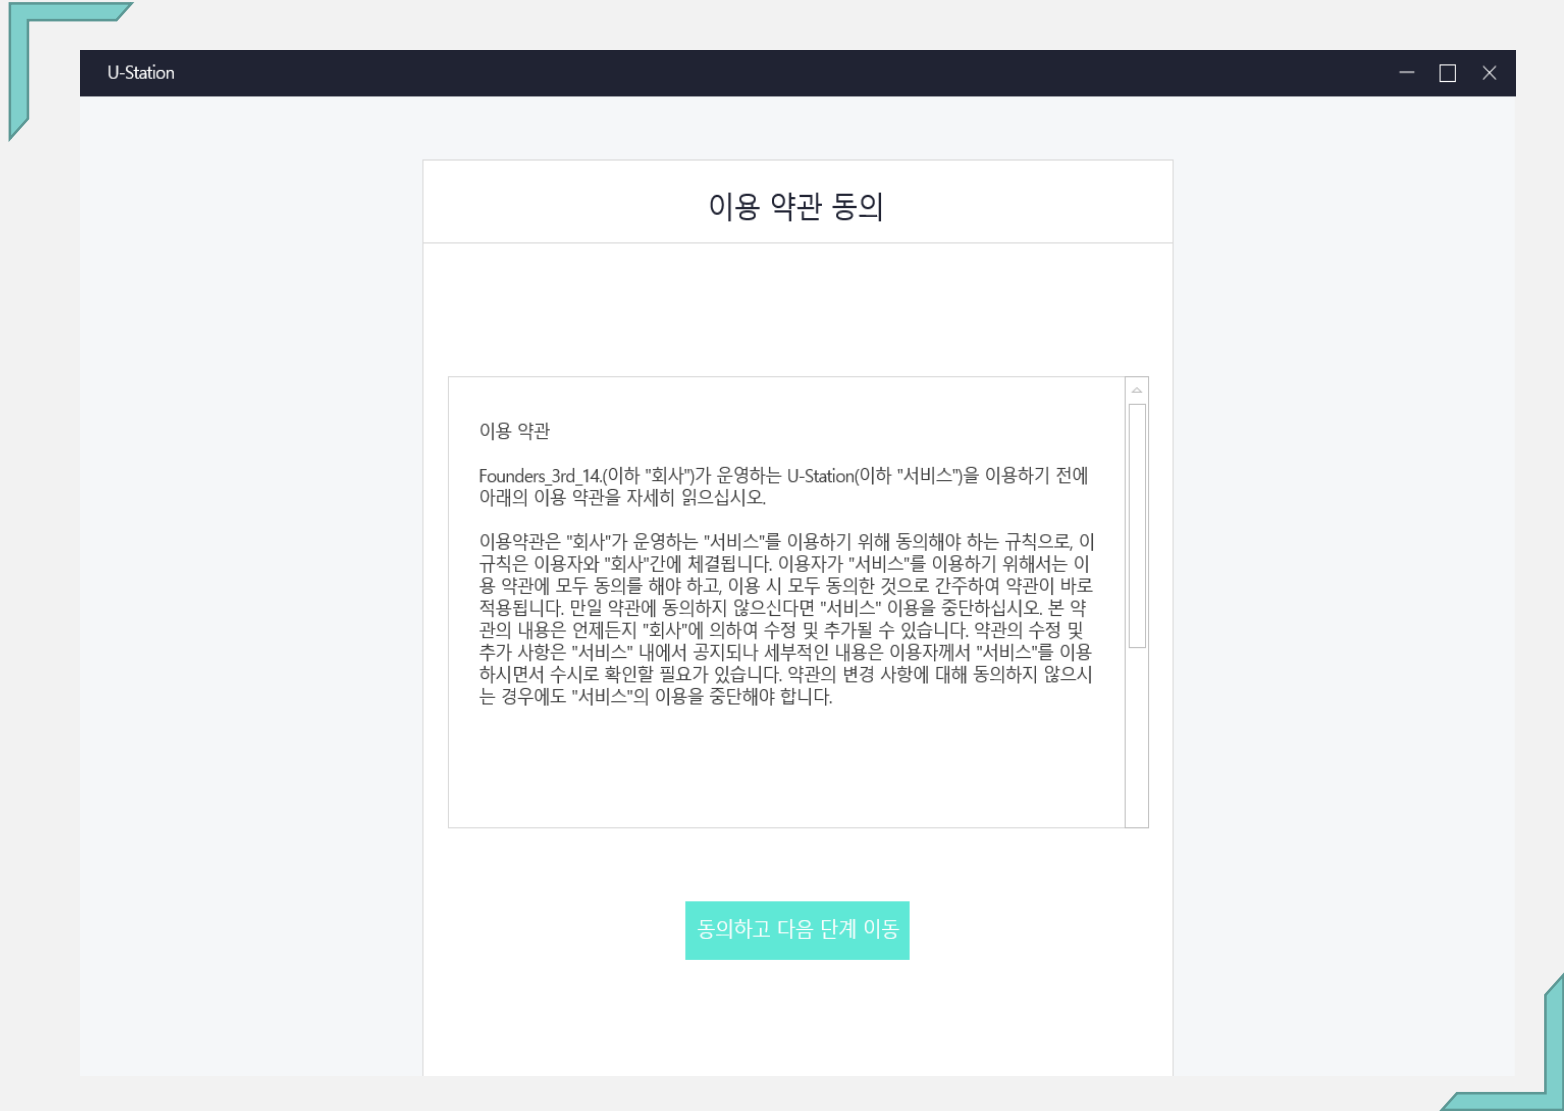 U-Station
이용 약관 동의
이용 약관
Founders_3rd_14.(이하 "회사")가 운영하는 U-Station(이하 "서비스")을 이용하기 전에
아래의 이용 약관을 자세히 읽으십시오.
이용약관은 "회사"가 운영하는 "서비스"를 이용하기 위해 동의해야 하는 규칙으로, 이
규칙은 이용자와 "회사"간에 체결됩니다. 이용자가 "서비스"를 이용하기 위해서는 이
용 약관에 모두 동의를 해야 하고, 이용 시 모두 동의한 것으로 간주하여 약관이 바로
적용됩니다. 만일 약관에 동의하지 않으신다면 "서비스" 이용을 중단하십시오. 본 약
관의 내용은 언제든지 "회사"에 의하여 수정 및 추가될 수 있습니다. 약관의 수정 및
추가 사항은 "서비스" 내에서 공지되나 세부적인 내용은 이용자께서 "서비스"를 이용
하시면서 수시로 확인할 필요가 있습니다. 약관의 변경 사항에 대해 동의하지 않으시
는 경우에도 "서비스"의 이용을 중단해야 합니다.
동의하고 다음 단계 이동